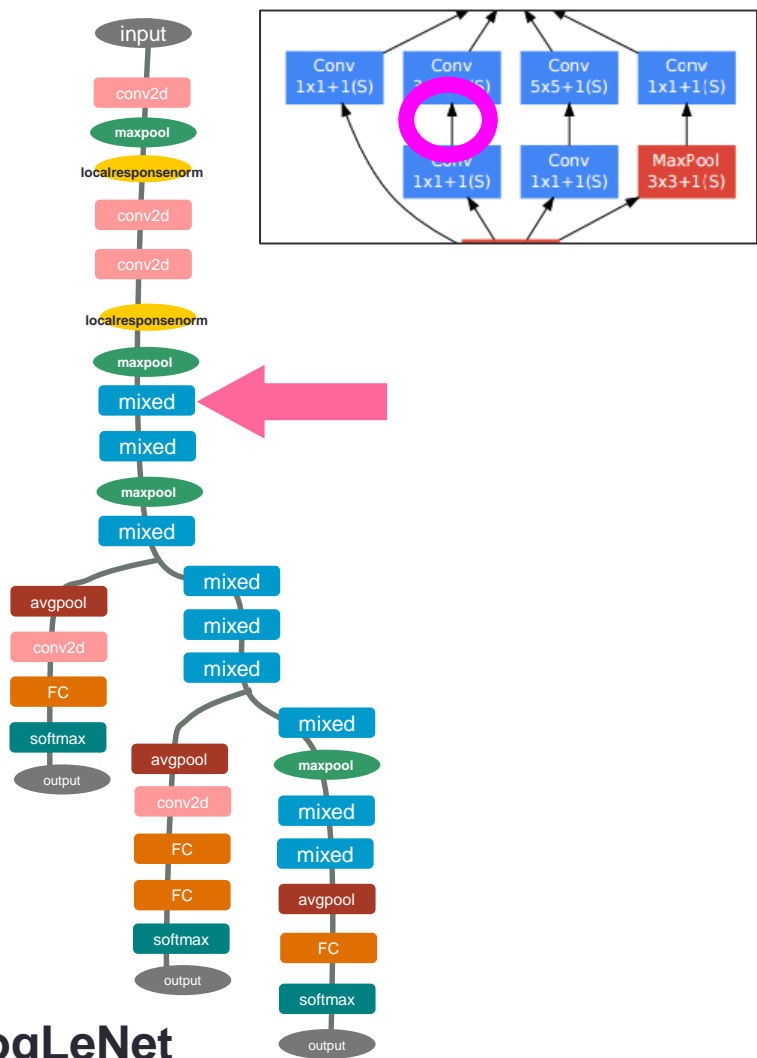 input
conv2d
maxpool
localresponsenorm
conv2d
conv2d
localresponsenorm
maxpool
mixed
mixed
maxpool
mixed
avgpool
conv2d
FC
softmax
output
mixed
mixed
mixed
avgpool
conv2d
FC
FC
softmax
output
mixed
maxpool
mixed
mixed
avgpool
FC
softmax
output
Conv
1x1+1(S)
Conv
Conv
5x5+1(S)
Conv
1x1+1(S)
Conv
1x1+1(S)
Conv
1x1+1(S)
MaxPool
3x3+1(S)
ogLeNet